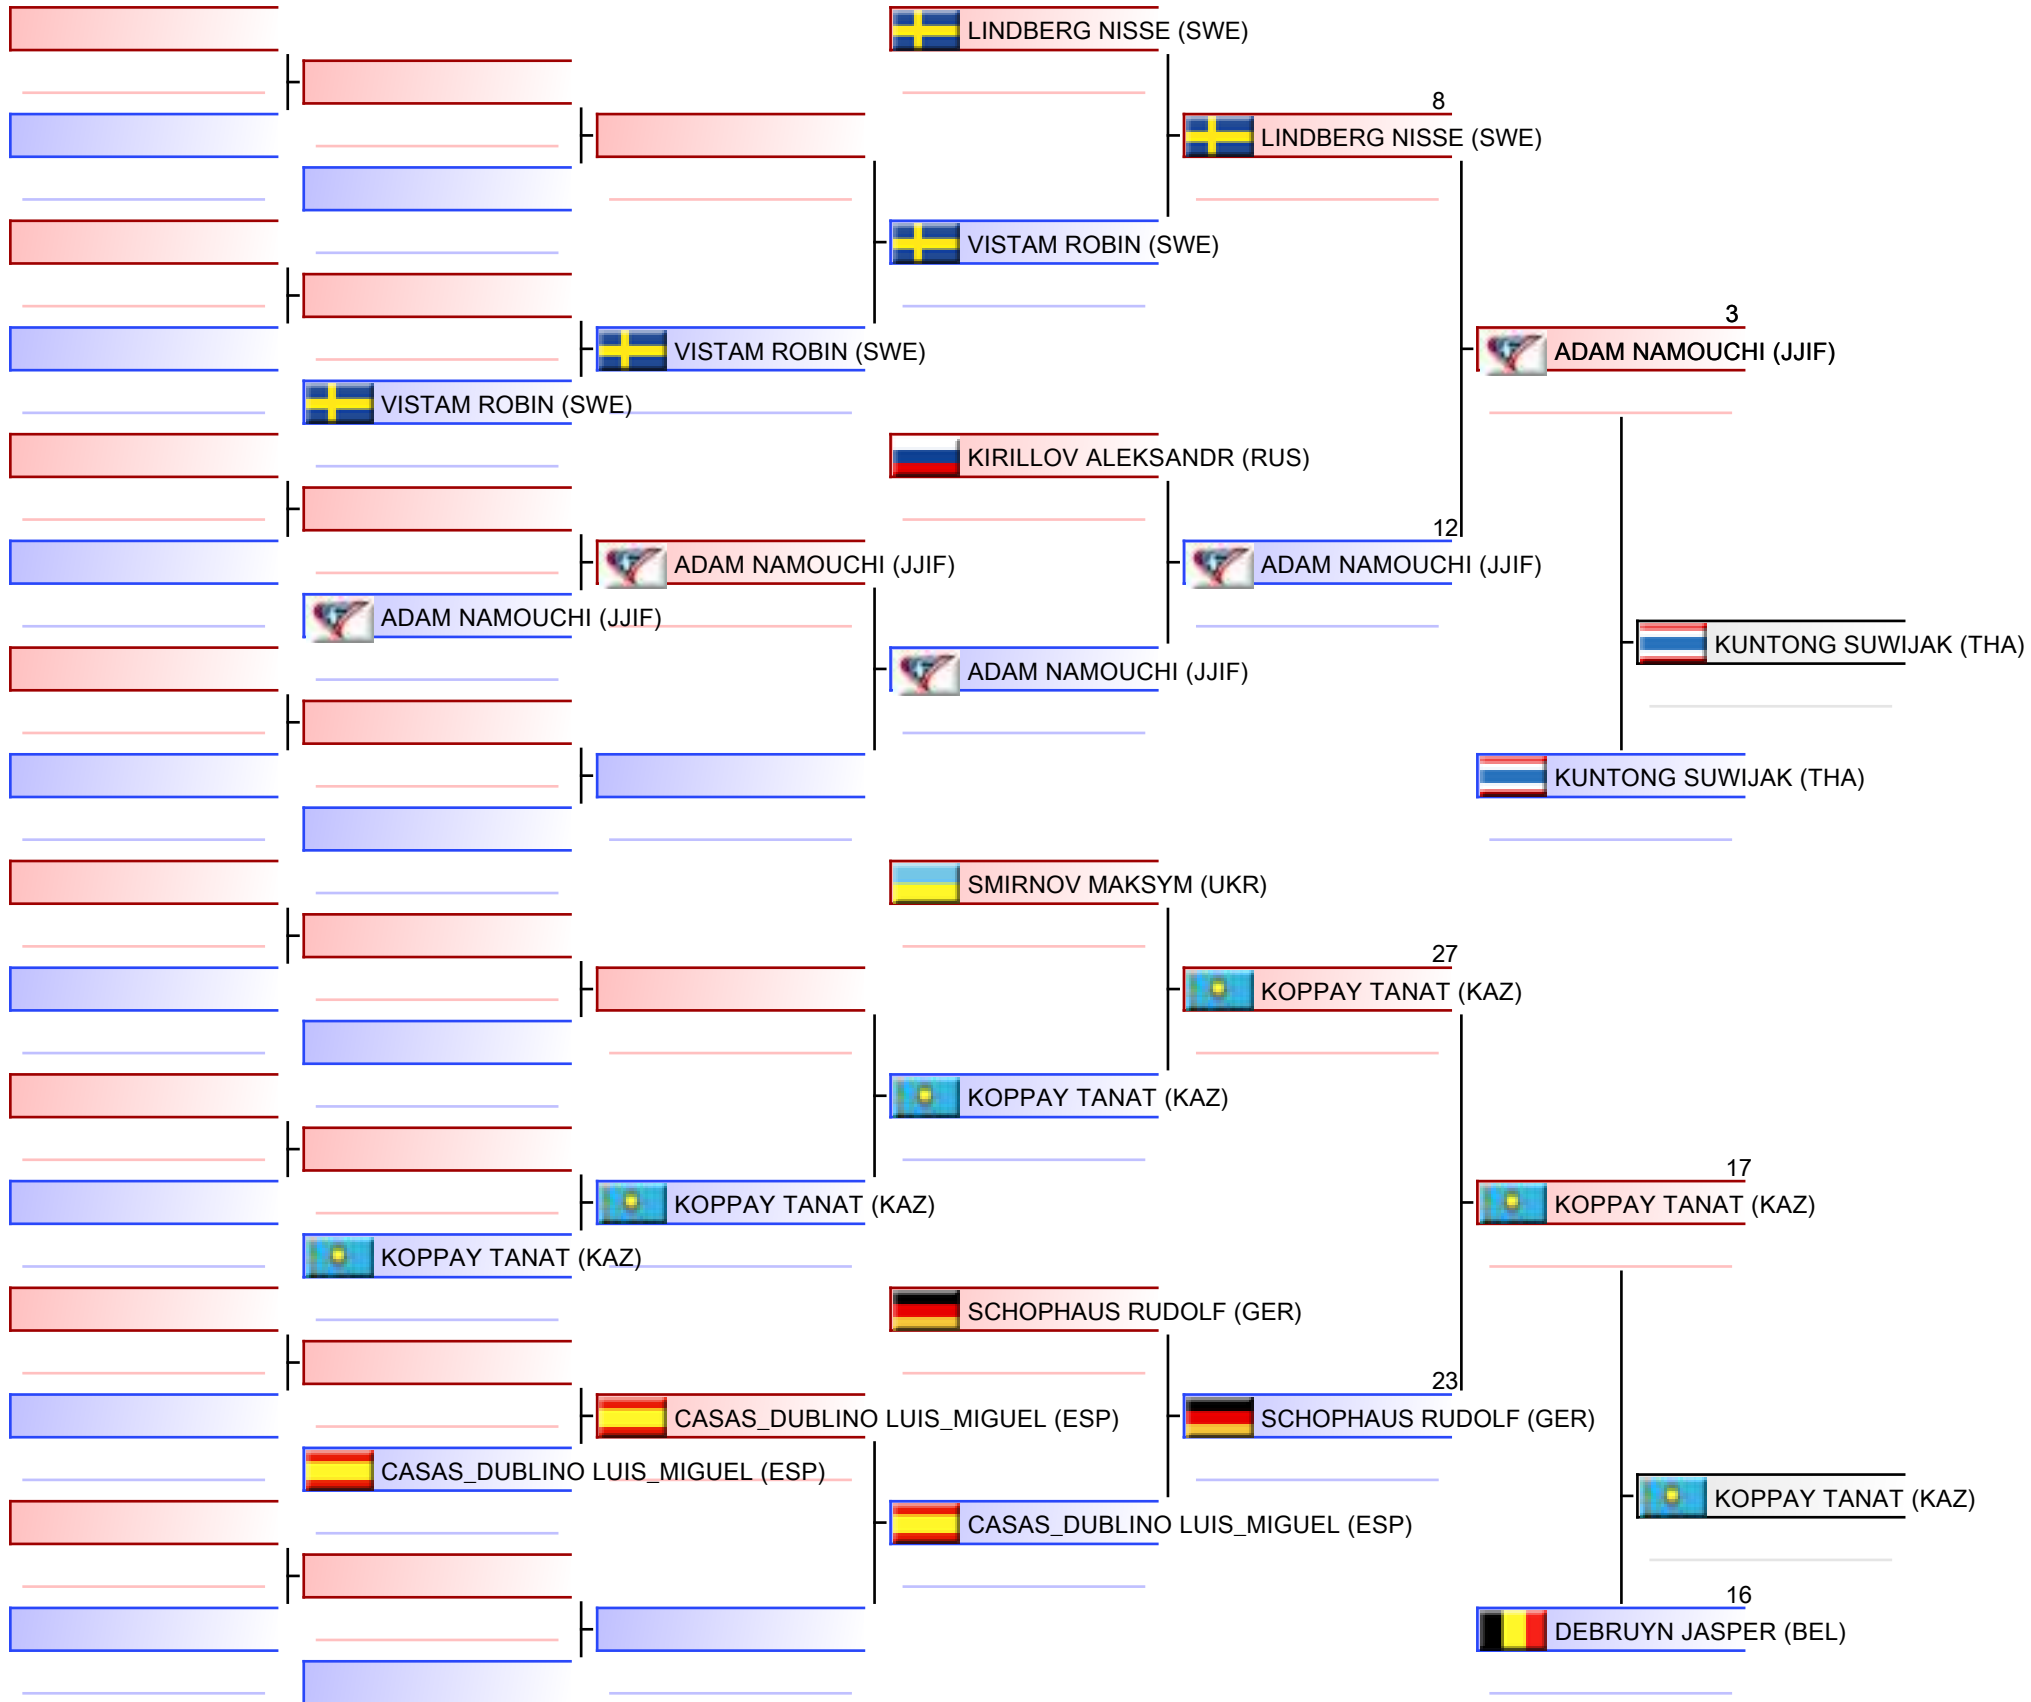 LINDBERG NISSE (SWE)
8
LINDBERG NISSE (SWE)
VISTAM ROBIN (SWE)
3
VISTAM ROBIN (SWE)
ADAM NAMOUCHI (JJIF)
VISTAM ROBIN (SWE)
KIRILLOV ALEKSANDR (RUS)
12
ADAM NAMOUCHI (JJIF)
ADAM NAMOUCHI (JJIF)
ADAM NAMOUCHI (JJIF)
KUNTONG SUWIJAK (THA)
ADAM NAMOUCHI (JJIF)
KUNTONG SUWIJAK (THA)
SMIRNOV MAKSYM (UKR)
27
KOPPAY TANAT (KAZ)
KOPPAY TANAT (KAZ)
17
KOPPAY TANAT (KAZ)
KOPPAY TANAT (KAZ)
KOPPAY TANAT (KAZ)
SCHOPHAUS RUDOLF (GER)
23
CASAS_DUBLINO LUIS_MIGUEL (ESP)
SCHOPHAUS RUDOLF (GER)
CASAS_DUBLINO LUIS_MIGUEL (ESP)
KOPPAY TANAT (KAZ)
CASAS_DUBLINO LUIS_MIGUEL (ESP)
16
DEBRUYN JASPER (BEL)